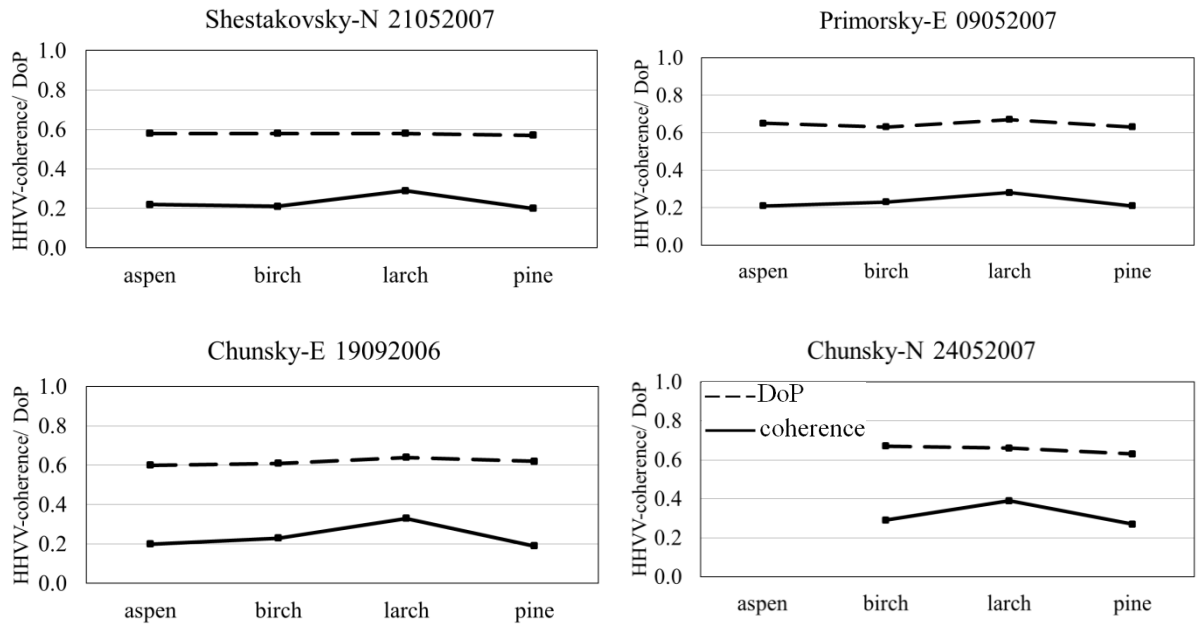 Shestakovsky-N 21052007
HHVV-coherence/ DoP
1.0
0.8
0.6
0.4
0.2
0.0
aspen birch larch pine
Primorsky-E 09052007
HHVV-coherence/ DoP
1.0
0.8
0.6
0.4
0.2
0.0
aspen birch larch pine
Chunsky-E 19092006
HHVV-coherence/ DoP
1.0
0.8
0.6
0.4
0.2
0.0
aspen birch larch pine
Chunsky-N 24052007
HHVV-coherence/ DoP
1.0
0.8
0.6
0.4
0.2
0.0
DoP
coherence
aspen birch larch pine